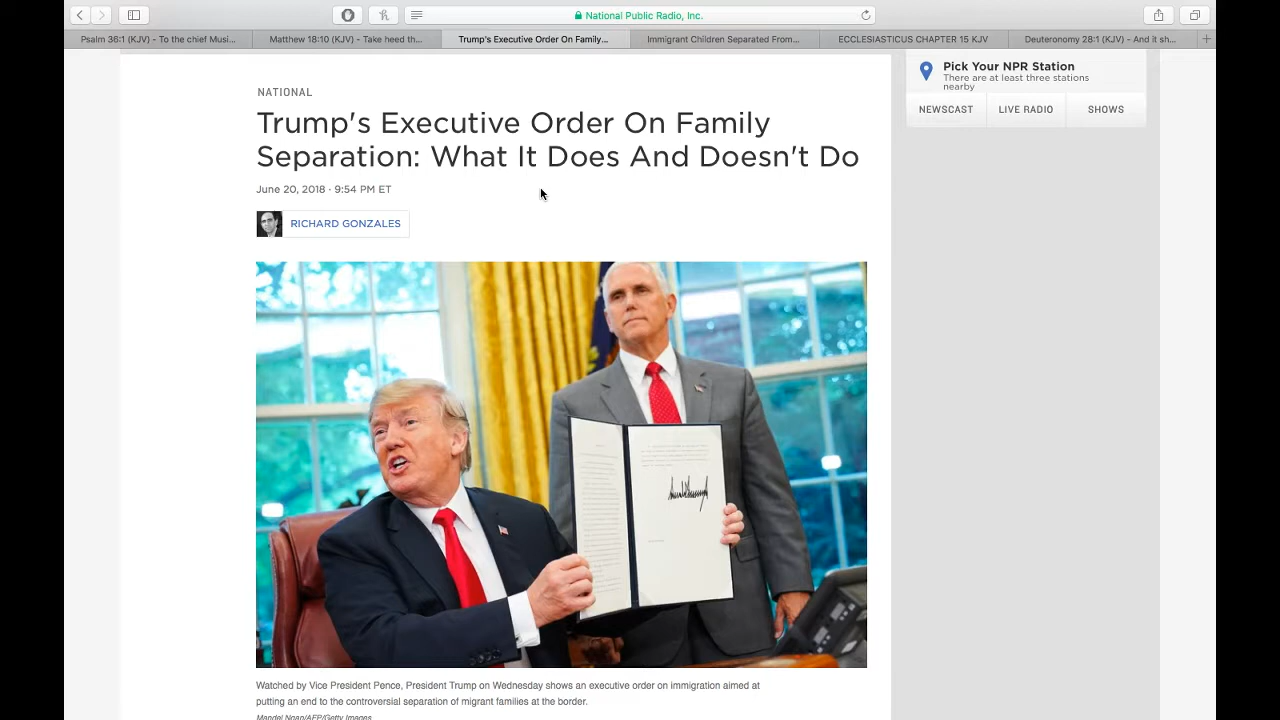 National Public Radio, Inc.
Psalm 36:1 (KJV) - To the chief Musi...
Matthew 18:10 (KJV) - Take heed th...
Trump's Executive Order On Family...
Immigrant Children Separated From...
ECCLESIASTICUS CHAPTER 15 KJV
Deuteronomy 28:1 (KJV) - And it sh...
Pick Your NPR Station
There are at least three stations
nearby
NEWSCAST
LIVE RADIO
SHOWS
NATIONAL
Trump's Executive Order On Family
Separation: What It Does And Doesn't Do
June 20, 2018 · 9:54 PM ET
RICHARD GONZALES
Watched by Vice President Pence, President Trump on Wednesday shows an executive order on immigration aimed at
putting an end to the controversial separation of migrant families at the border.
Mandel Ngan/AFP/Getty Images